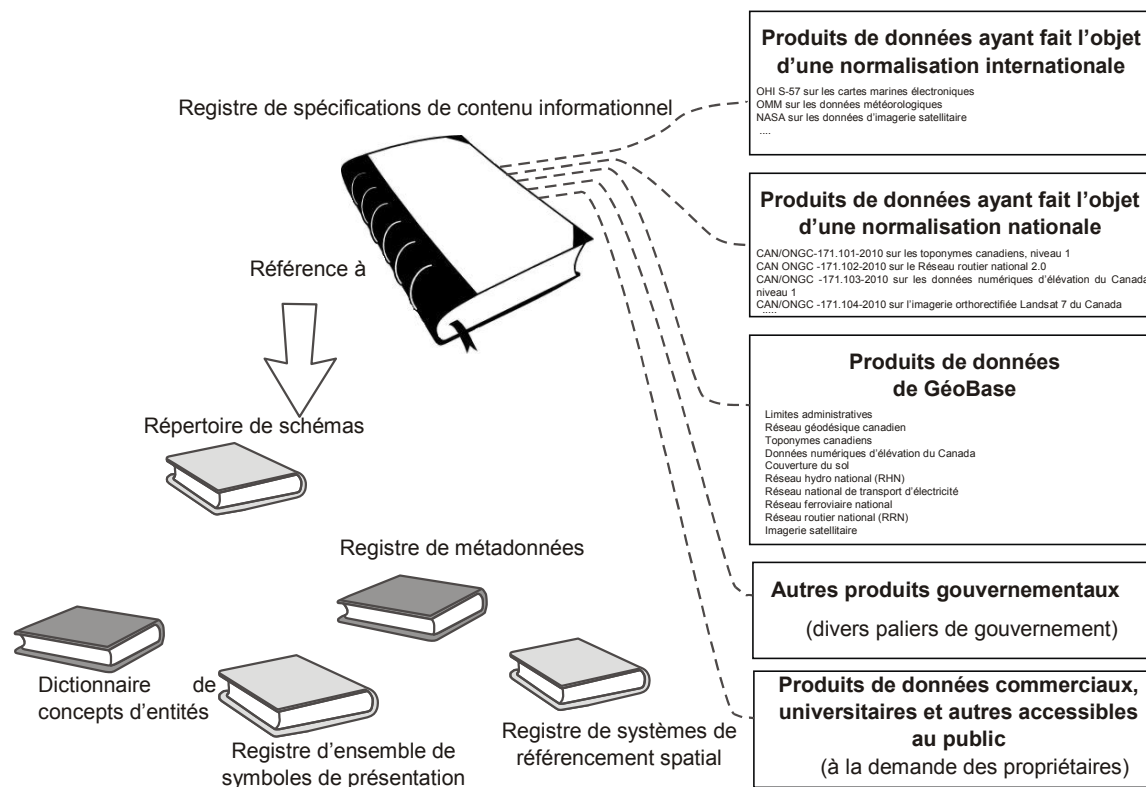 Registre de spécifications de contenu informationnel
Référence à
Répertoire de schémas
Registre de métadonnées
Dictionnaire de
concepts d'entités
Registre d'ensemble de
symboles de présentation
Registre de systèmes de
référencement spatial
Produits de données ayant fait l'objet
d'une normalisation internationale
OHI S-57 sur les cartes marines électroniques
OMM sur les données météorologiques
NASA sur les données d'imagerie satellitaire
....
Produits de données ayant fait l'objet
d'une normalisation nationale
CAN/ONGC-171.101-2010 sur les toponymes canadiens, niveau 1
CAN ONGC -171.102-2010 sur le Réseau routier national 2.0
CAN/ONGC -171.103-2010 sur les données numériques d'élévation du Canada
niveau 1
CAN/ONGC -171.104-2010 sur l'imagerie orthorectifiée Landsat 7 du Canada
.....
Produits de données
de GéoBase
Limites administratives
Réseau géodésique canadien
Toponymes canadiens
Données numériques d'élévation du Canada
Couverture du sol
Réseau hydro national (RHN)
Réseau national de transport d'électricité
Réseau ferroviaire national
Réseau routier national (RRN)
Imagerie satellitaire
Autres produits gouvernementaux
(divers paliers de gouvernement)
Produits de données commerciaux,
universitaires et autres accessibles
au public
(à la demande des propriétaires)